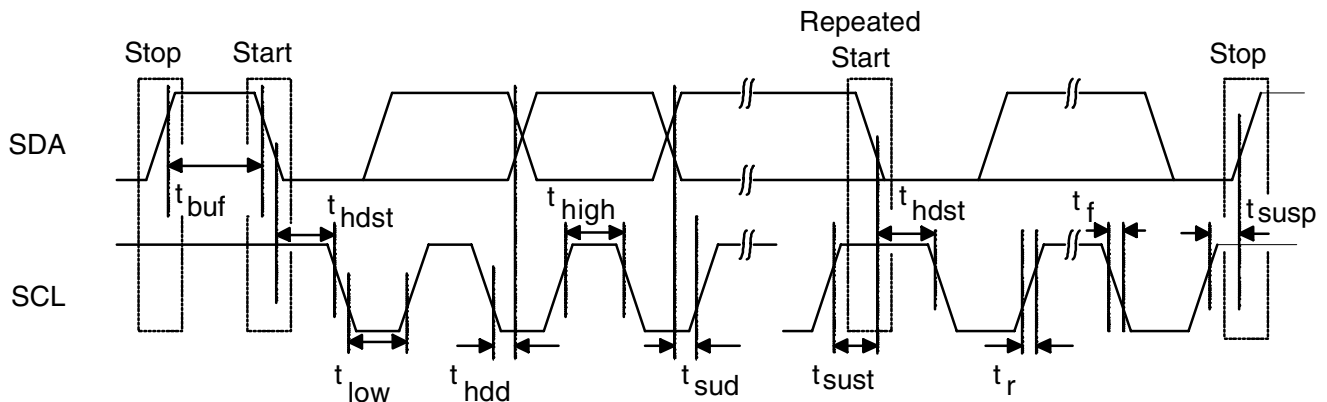 Repeated
Stop Start Start Stop
SDA
t buf t hdst t high t hdst t f t susp
SCL
t low t hdd t sud t sust t r